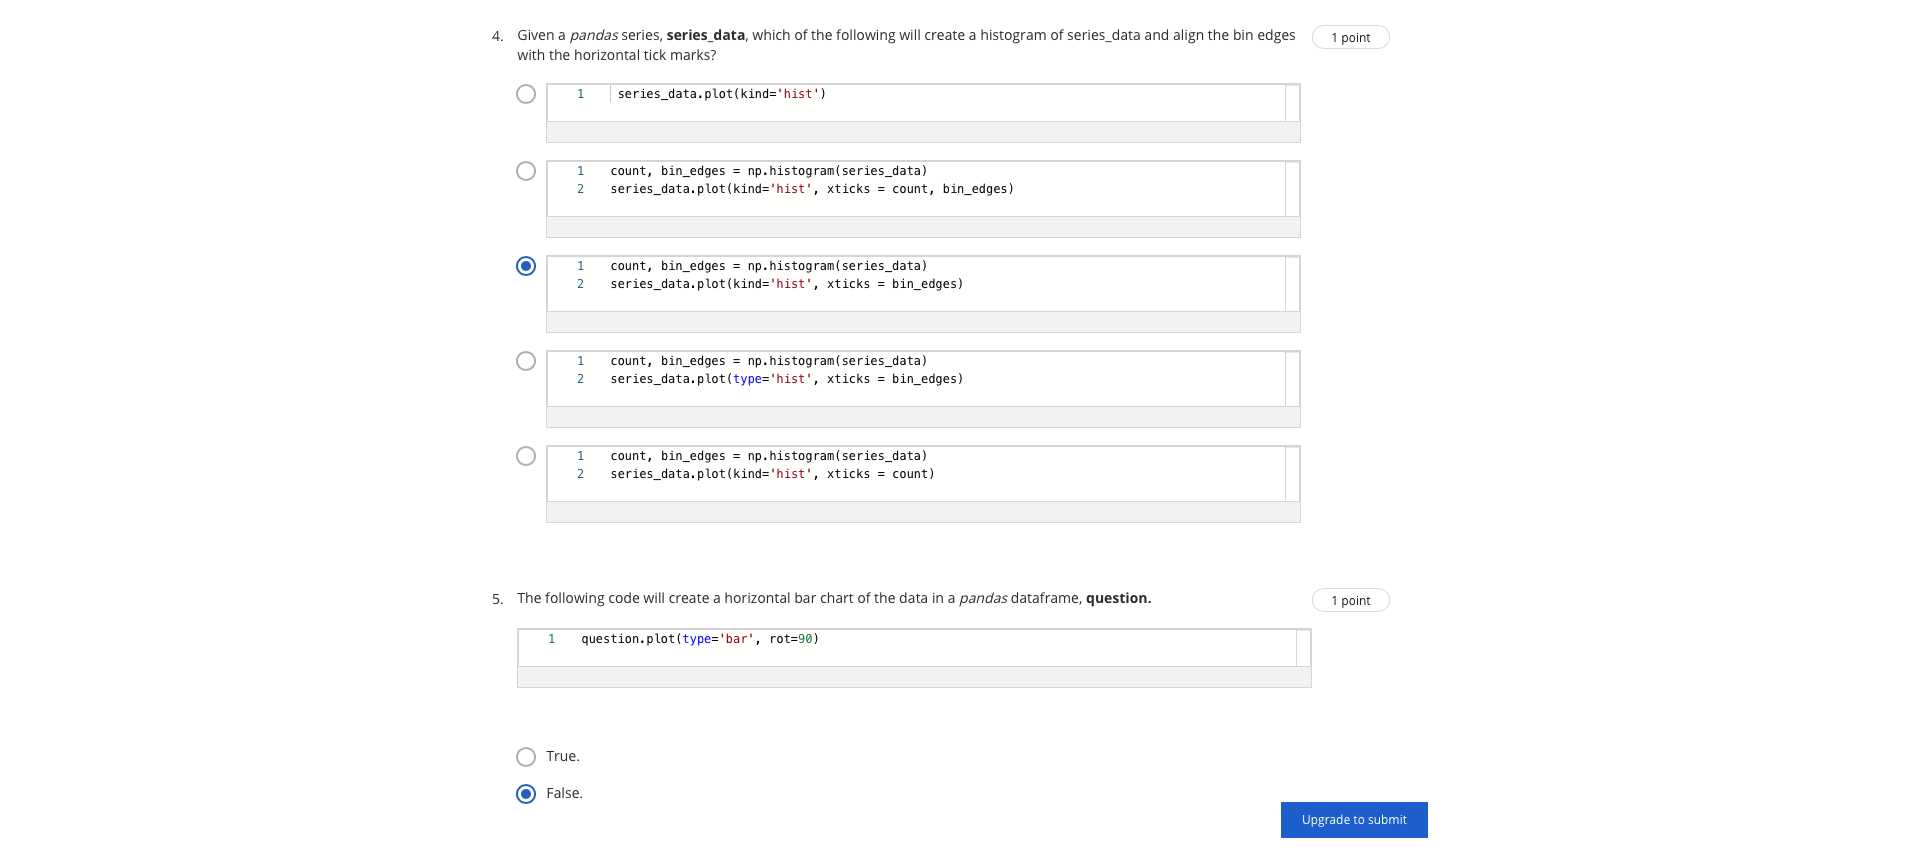 4. Given a pandas series, series_data, which of the following will create a histogram of series_data and align the bin edges
with the horizontal tick marks?
1 point
1 series_data.plot(kind='hist')
1 count, bin_edges = np.histogram(series_data)
2 series_data.plot(kind='hist', xticks = count, bin_edges)
1 count, bin_edges = np.histogram(series_data)
2 series_data.plot(kind='hist', xticks = bin_edges)
1 count, bin_edges = np.histogram(series_data)
2 series_data.plot(type='hist', xticks = bin_edges)
1 count, bin_edges = np.histogram(series_data)
2 series_data.plot(kind='hist', xticks = count)
5. The following code will create a horizontal bar chart of the data in a pandas dataframe, question.
1 point
1 question.plot(type='bar', rot=90)
True.
False.
Upgrade to submit